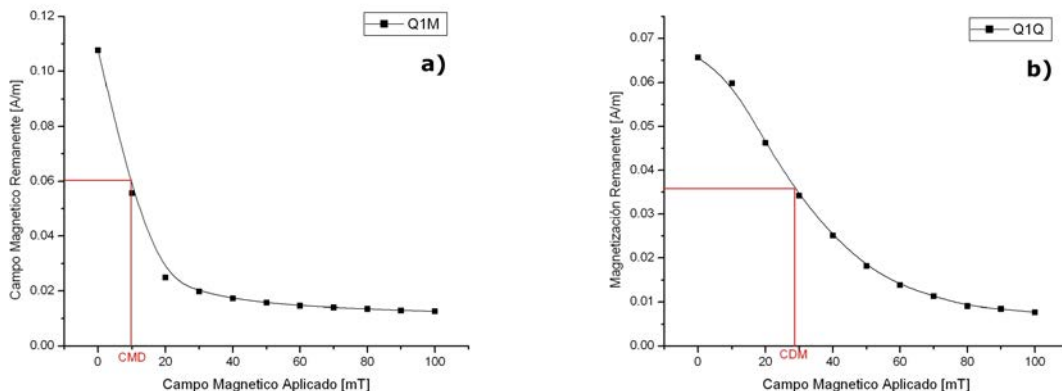 Q1M
a)
0.12
0.10
0.08
0.06
0.04
0.02
0.00
Campo Magnetico Remanente [A/m]
0
20
40
60
80
100
CMD
Campo Magnetico Aplicado [mT]
Q1Q
b)
0.07
0.06
0.05
0.04
0.03
0.02
0.01
0.00
Magnetización Remanente [A/m]
0
20
40
60
80
100
CDM
Campo Magnetico Aplicado [mT]